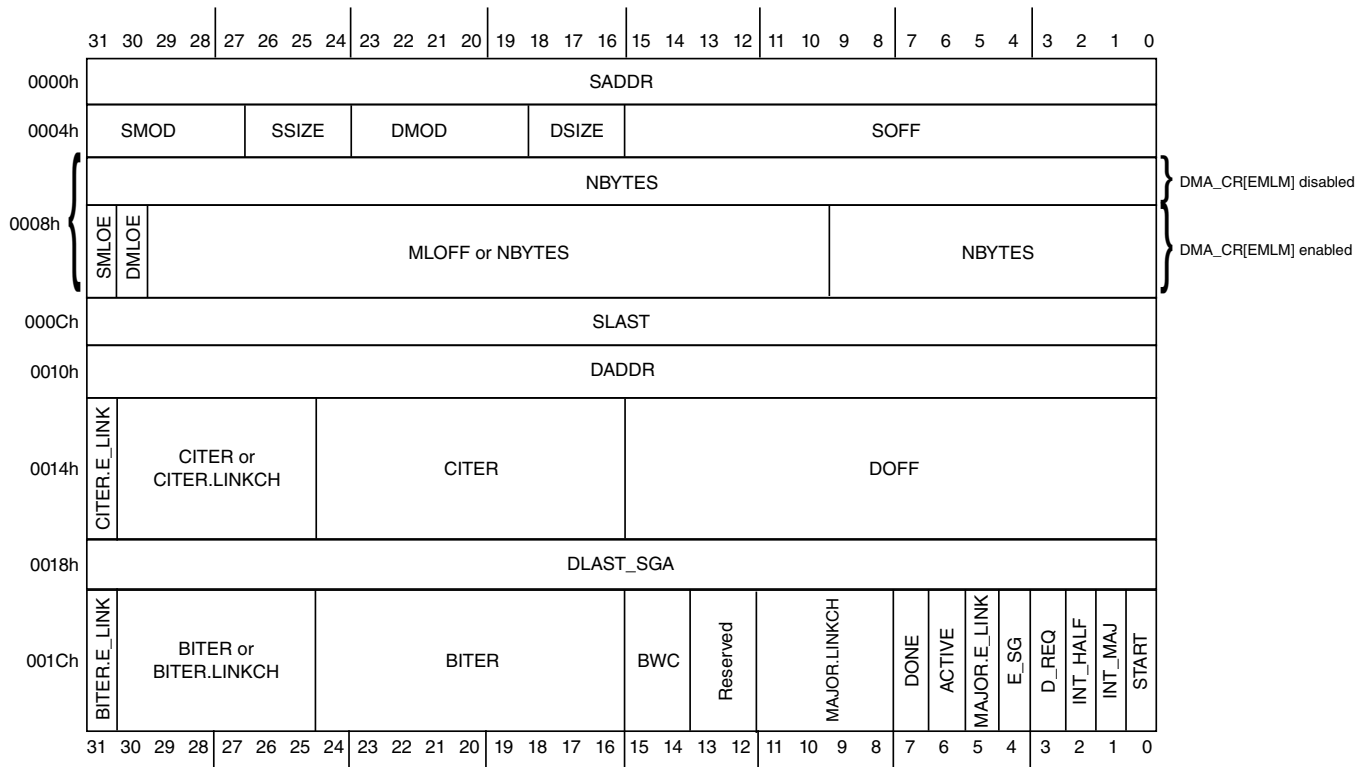 31 30 29 28 27 26 25 24 23 22 21 20 19 18 17 16 15 14 13 12 11 10 9 8 7 6 5 4 3 2 1 0
0000h SADDR
0004h SMOD SSIZE DMOD DSIZE SOFF
0008h
NBYTES DMA_CR[EMLM] disabled
SMLOE DMLOE MLOFF or NBYTES NBYTES DMA_CR[EMLM] enabled
000Ch SLAST
0010h DADDR
0014h CITER.E_LINK CITER or
CITER.LINKCH CITER DOFF
0018h DLAST_SGA
001Ch BITER.E_LINK BITER or
BITER.LINKCH BITER BWC Reserved MAJOR.LINKCH DONE ACTIVE MAJOR.E_LINK E_SG D_REQ INT_HALF INT_MAJ START
31 30 29 28 27 26 25 24 23 22 21 20 19 18 17 16 15 14 13 12 11 10 9 8 7 6 5 4 3 2 1 0